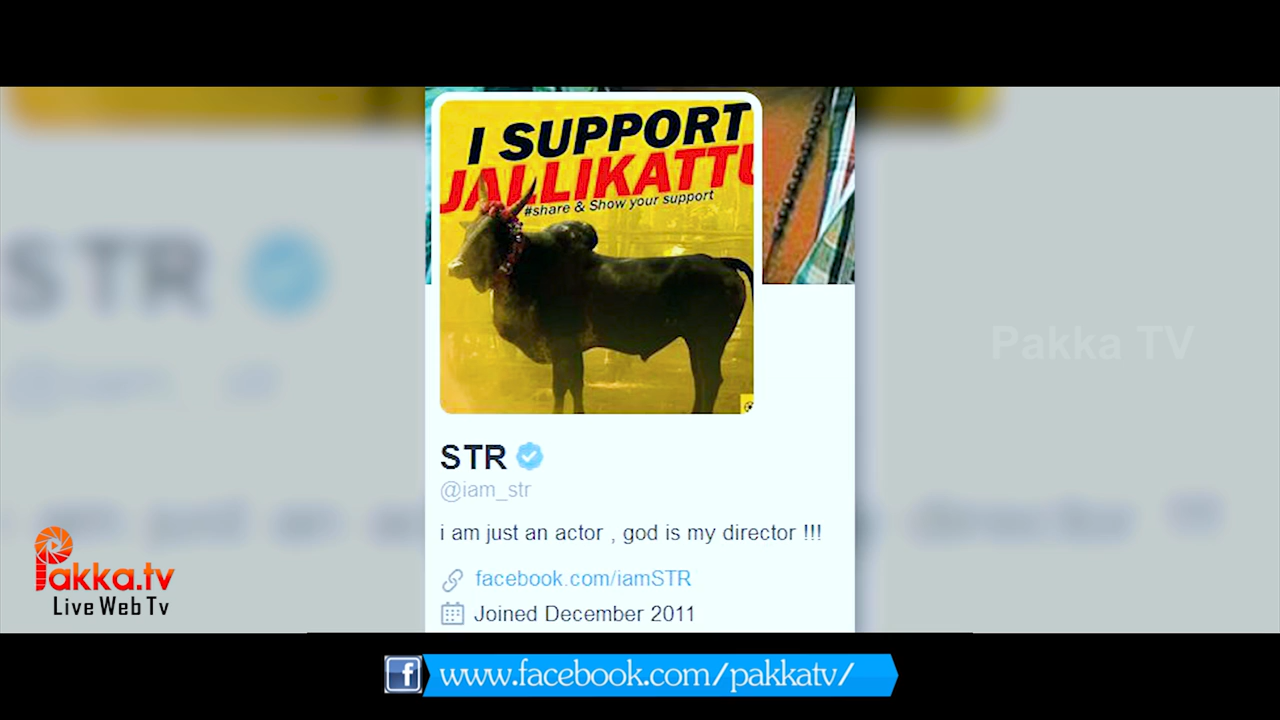 I SUPPORT
JALLIKATTU
#share & Show your support
STR
@iam_str
i am just an actor , god is my director !!!
facebook.com/iamSTR
Joined December 2011
STR
Pakka TV
Pakka.tv
Live Web Tv
f www.facebook.com/pakkatv/